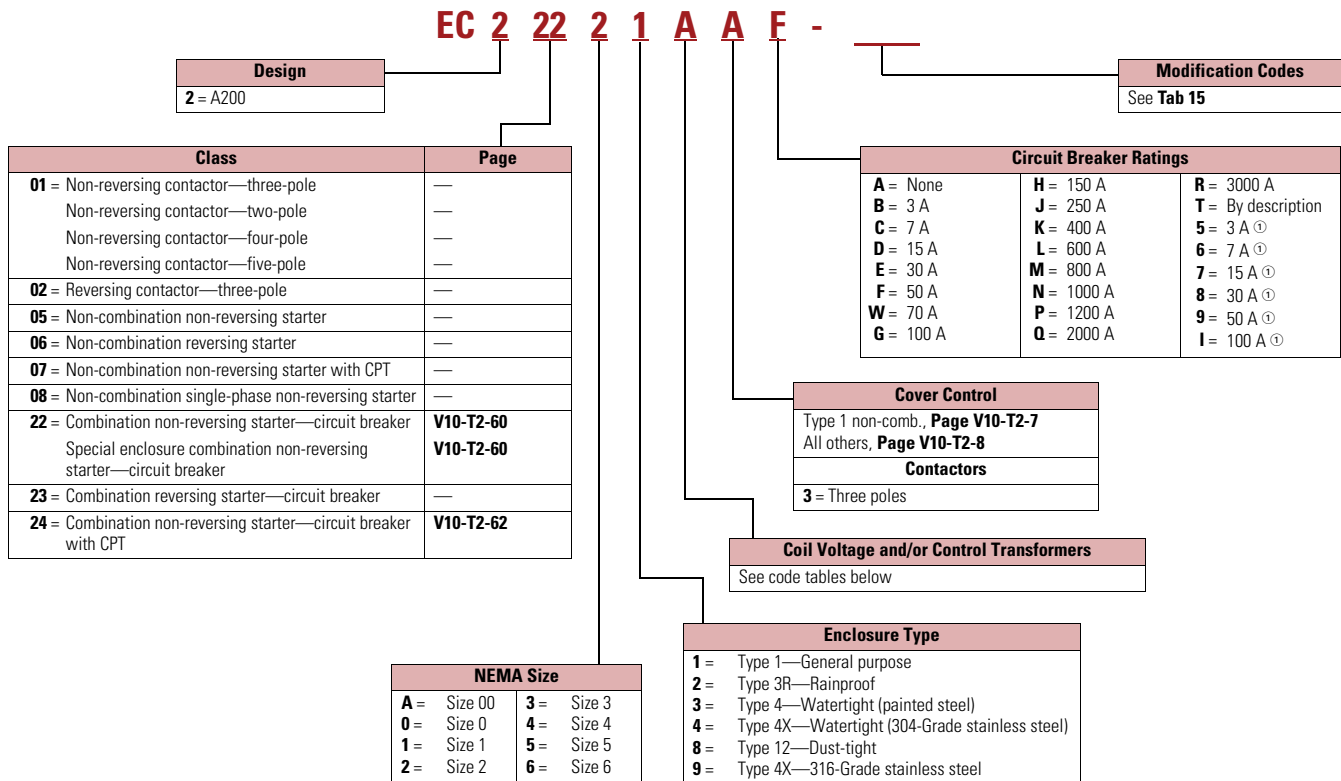 EC 2 22 2 1 A A F -
Design
2 = A200
Modification Codes
See Tab 15
Class Page
01 = Non-reversing contactor—three-pole —
Non-reversing contactor—two-pole —
Non-reversing contactor—four-pole —
Non-reversing contactor—five-pole —
02 = Reversing contactor—three-pole —
05 = Non-combination non-reversing starter —
06 = Non-combination reversing starter —
07 = Non-combination non-reversing starter with CPT —
08 = Non-combination single-phase non-reversing starter —
22 = Combination non-reversing starter—circuit breaker V10-T2-60
Special enclosure combination non-reversing V10-T2-60
starter—circuit breaker
23 = Combination reversing starter—circuit breaker —
24 = Combination non-reversing starter—circuit breaker V10-T2-62
with CPT
Circuit Breaker Ratings
A = None
B = 3 A
C = 7 A
D = 15 A
E = 30 A
F = 50 A
W = 70 A
G = 100 A
H = 150 A
J = 250 A
K = 400 A
L = 600 A
M = 800 A
N = 1000 A
P = 1200 A
Q = 2000 A
R = 3000 A
T = By description
5 = 3 A ①
6 = 7 A ①
7 = 15 A ①
8 = 30 A ①
9 = 50 A ①
I = 100 A ①
Cover Control
Type 1 non-comb., Page V10-T2-7
All others, Page V10-T2-8
Contactors
3 = Three poles
Coil Voltage and/or Control Transformers
See code tables below
NEMA Size
A = Size 00
0 = Size 0
1 = Size 1
2 = Size 2
3 = Size 3
4 = Size 4
5 = Size 5
6 = Size 6
Enclosure Type
1 = Type 1—General purpose
2 = Type 3R—Rainproof
3 = Type 4—Watertight (painted steel)
4 = Type 4X—Watertight (304-Grade stainless steel)
8 = Type 12—Dust-tight
9 = Type 4X—316-Grade stainless steel